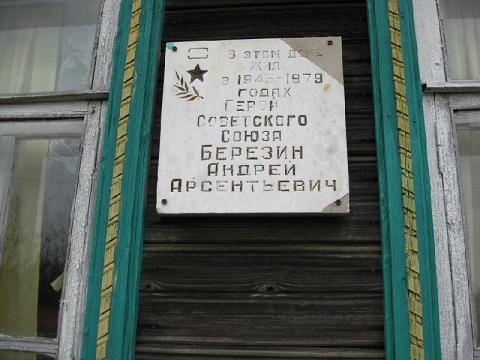 В ЭТОМ ДОМЕ
ЖИЛ
В 1945-1979
ГОДАХ
ГЕРОЙ
СОВЕТСКОГО
СОЮЗА
БЕРЕЗИН
АНДРЕЙ
АРСЕНТЬЕВИЧ